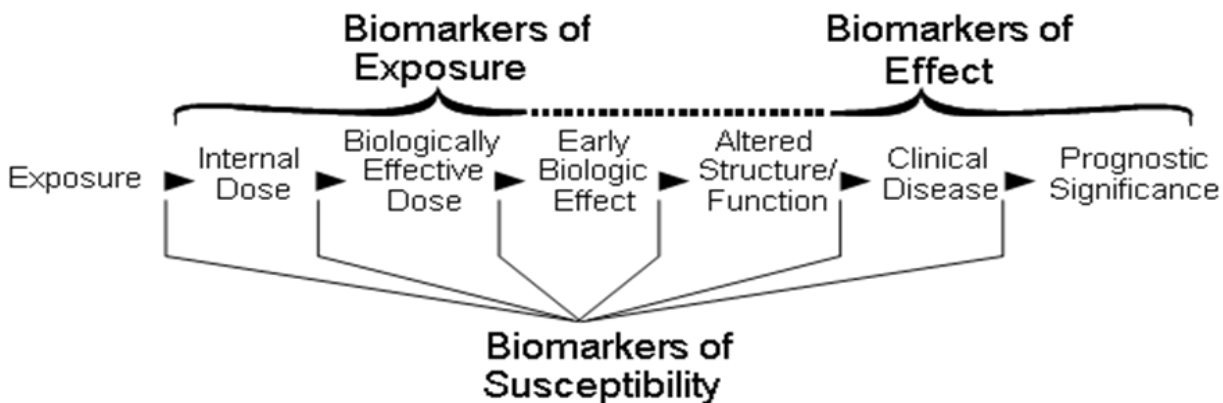 Biomarkers of
Exposure
Biomarkers of
Effect
Exposure
Internal
Dose
Biologically
Effective
Dose
Early
Biologic
Effect
Altered
Structure/
Function
Clinical
Disease
Prognostic
Significance
Biomarkers of
Susceptibility